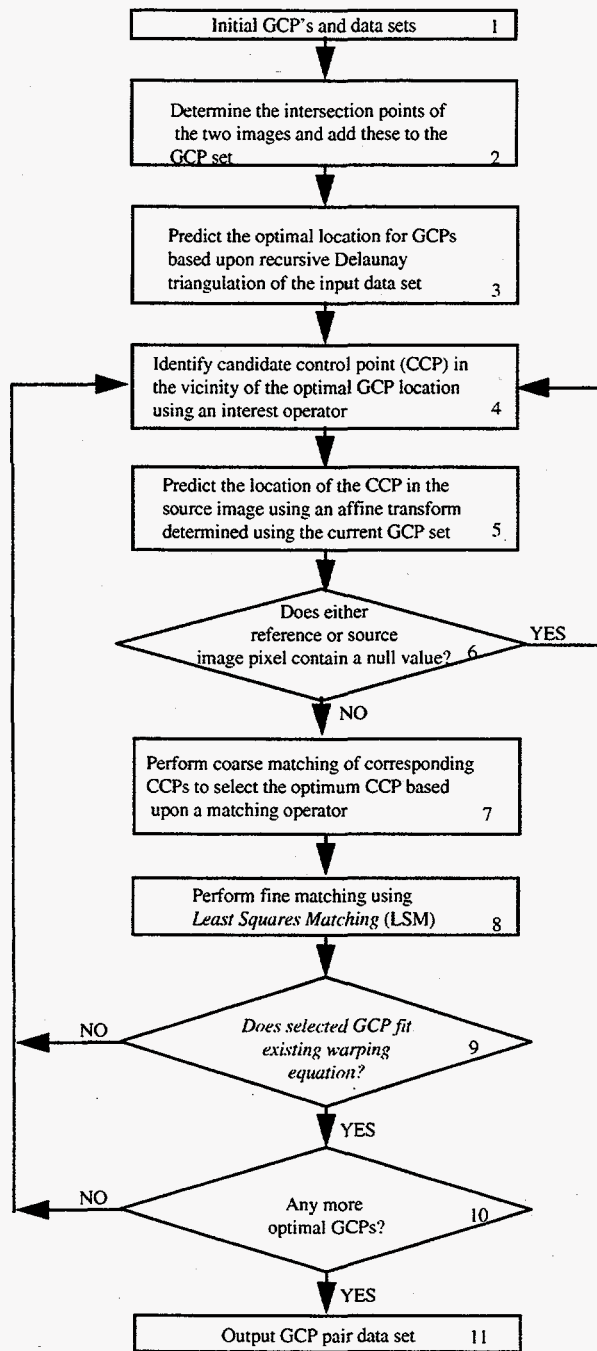 Initial GCP's and data sets 1
Determine the intersection points of
the two images and add these to the
GCP set 2
Predict the optimal location for GCPs
based upon recursive Delaunay
triangulation of the input data set
3
Identify candidate control point (CCP) in
the vicinity of the optimal GCP location
using an interest operator 4
Predict the location of the CCP in the
source image using an affine transform
determined using the current GCP set 5
Does either
reference or source
image pixel contain a null value? 6
YES
NO
Perform coarse matching of corresponding
CCPs to select the optimum CCP based
upon a matching operator 7
Perform fine matching using
Least Squares Matching (LSM) 8
NO
Does selected GCP fit
existing warping 9
equation?
YES
NO
Any more 10
optimal GCPs?
YES
Output GCP pair data set 11